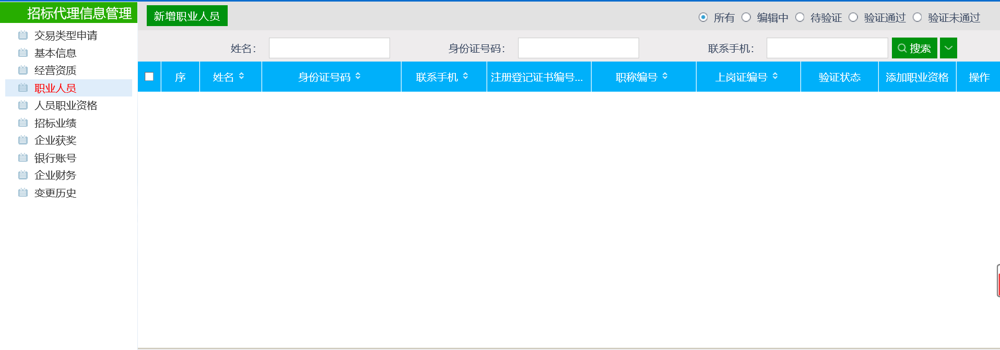 招标代理信息管理
交易类型申请
基本信息
经营资质
职业人员
人员职业资格
招标业绩
企业获奖
银行账号
企业财务
变更历史
新增职业人员
所有 编辑中 待验证 验证通过 验证未通过
姓名： 身份证号码： 联系手机： 搜索
序 姓名 身份证号码 联系手机 注册登记证书编号... 职称编号 上岗证编号 验证状态 添加职业资格 操作